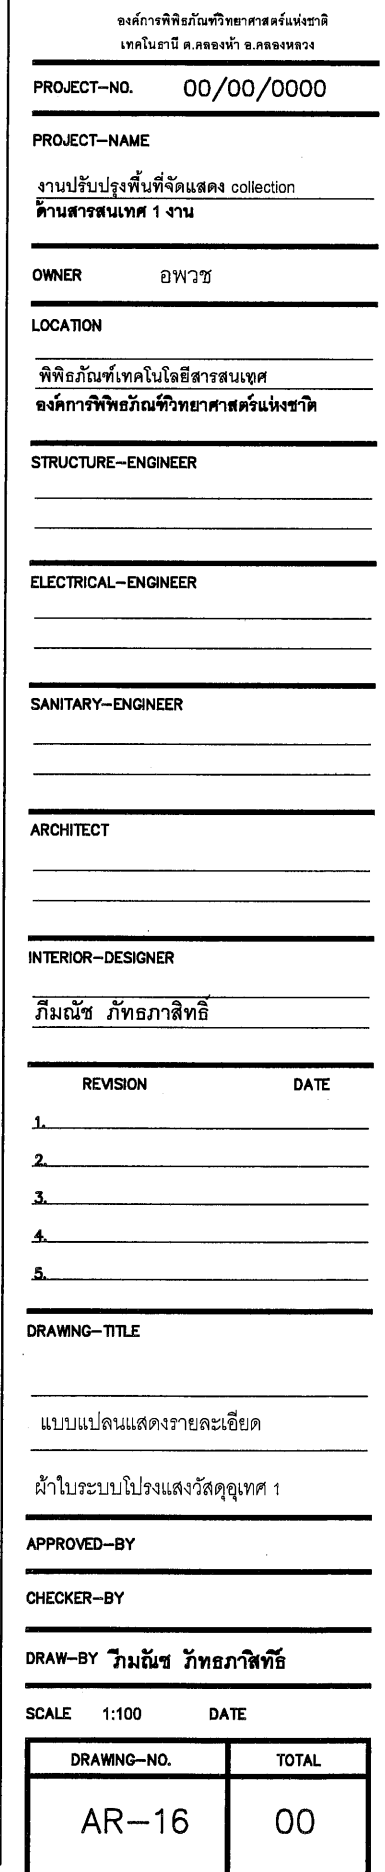 องค์การพิพิธภัณฑ์วิทยาศาสตร์แห่งชาติ
เทคโนธานี ต.คลองห้า อ.คลองหลวง
PROJECT-NO. 00/00/0000
PROJECT-NAME
งานปรับปรุงพื้นที่จัดแสดง collection
ด้านสารสนเทศ 1 งาน
OWNER อพวช
LOCATION
พิพิธภัณฑ์เทคโนโลยีสารสนเทศ
องค์การพิพิธภัณฑ์วิทยาศาสตร์แห่งชาติ
STRUCTURE-ENGINEER
ELECTRICAL-ENGINEER
SANITARY-ENGINEER
ARCHITECT
INTERIOR-DESIGNER
ภีมณัช ภัทธภาสิทธิ์
REVISION DATE
1.
2.
3.
4.
5.
DRAWING-TITLE
แบบแปลนแสดงรายละเอียด
ผ้าใบระบบโปรงแสงวัสดุอุเทศ 1
APPROVED-BY
CHECKER-BY
DRAW-BY ภีมณัช ภัทธภาสิทธิ์
SCALE 1:100 DATE
DRAWING-NO. TOTAL
AR-16 00